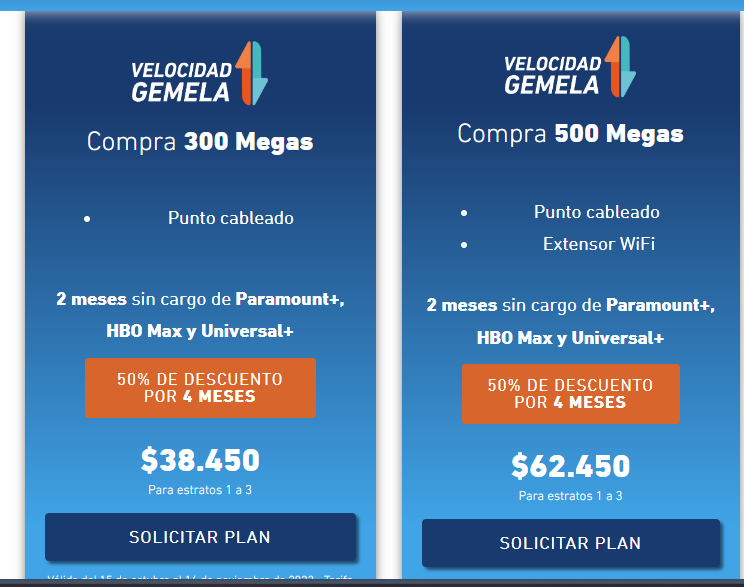 VELOCIDAD
GEMELA
Compra 300 Megas
• Punto cableado
2 meses sin cargo de Paramount+,
HBO Max y Universal+
50% DE DESCUENTO
POR 4 MESES
$38.450
Para estratos 1 a 3
SOLICITAR PLAN
VELOCIDAD
GEMELA
Compra 500 Megas
• Punto cableado
• Extensor WiFi
2 meses sin cargo de Paramount+,
HBO Max y Universal+
50% DE DESCUENTO
POR 4 MESES
$62.450
Para estratos 1 a 3
SOLICITAR PLAN